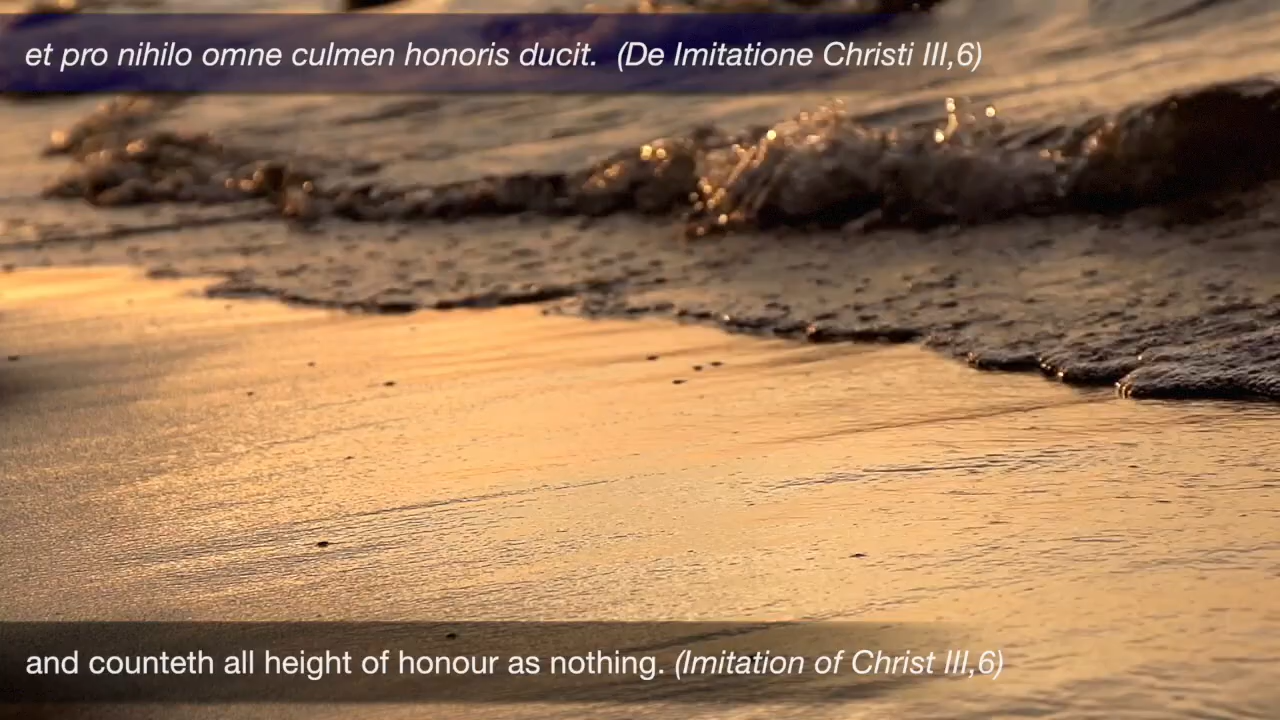 et pro nihilo omne culmen honoris ducit. (De Imitatione Christi III,6)
and counteth all height of honour as nothing. (Imitation of Christ III,6)